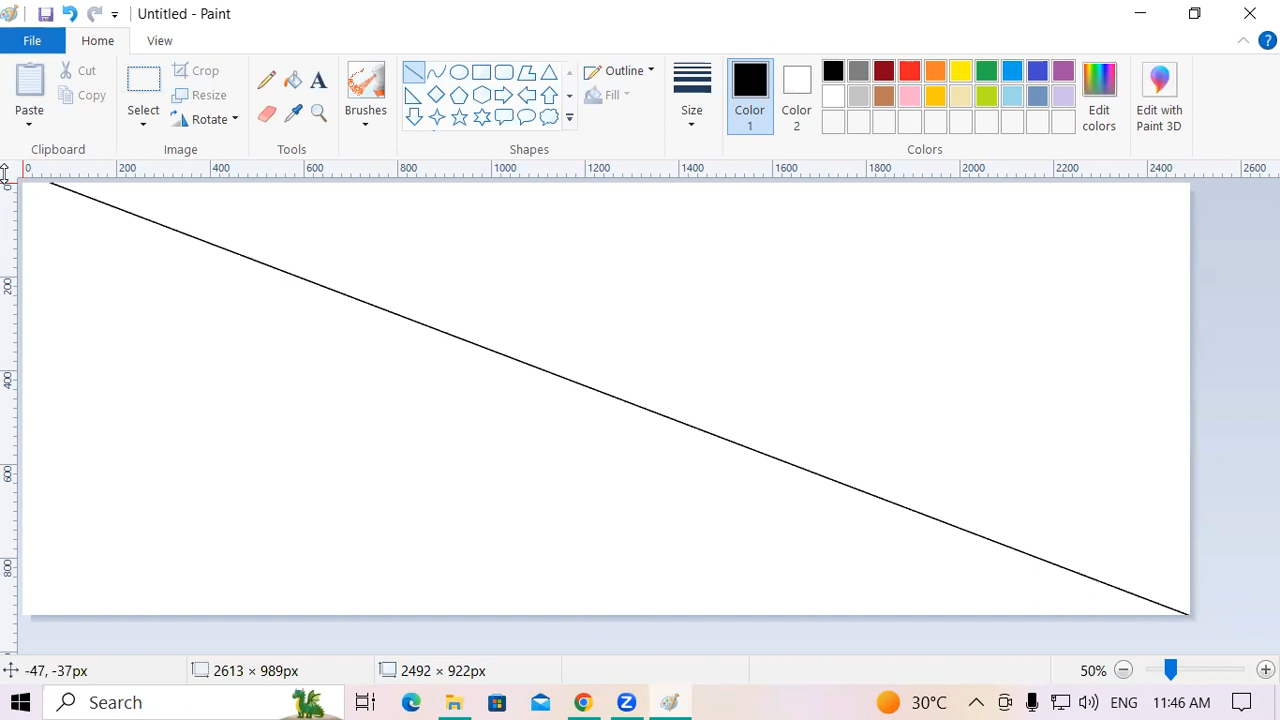 Untitled - Paint
File Home View
Cut
Copy
Paste
Crop
Resize
Rotate
Select
Brushes
Outline
Fill
Size
Color 1
Color 2
Edit colors
Edit with Paint 3D
Clipboard Image Tools Shapes Colors
0 200 400 600 800 1000 1200 1400 1600 1800 2000 2200 2400 2600
0
200
400
600
800
-47, -37px 2613 × 989px 2492 × 922px 50%
Search 30°C ENG 11:46 AM